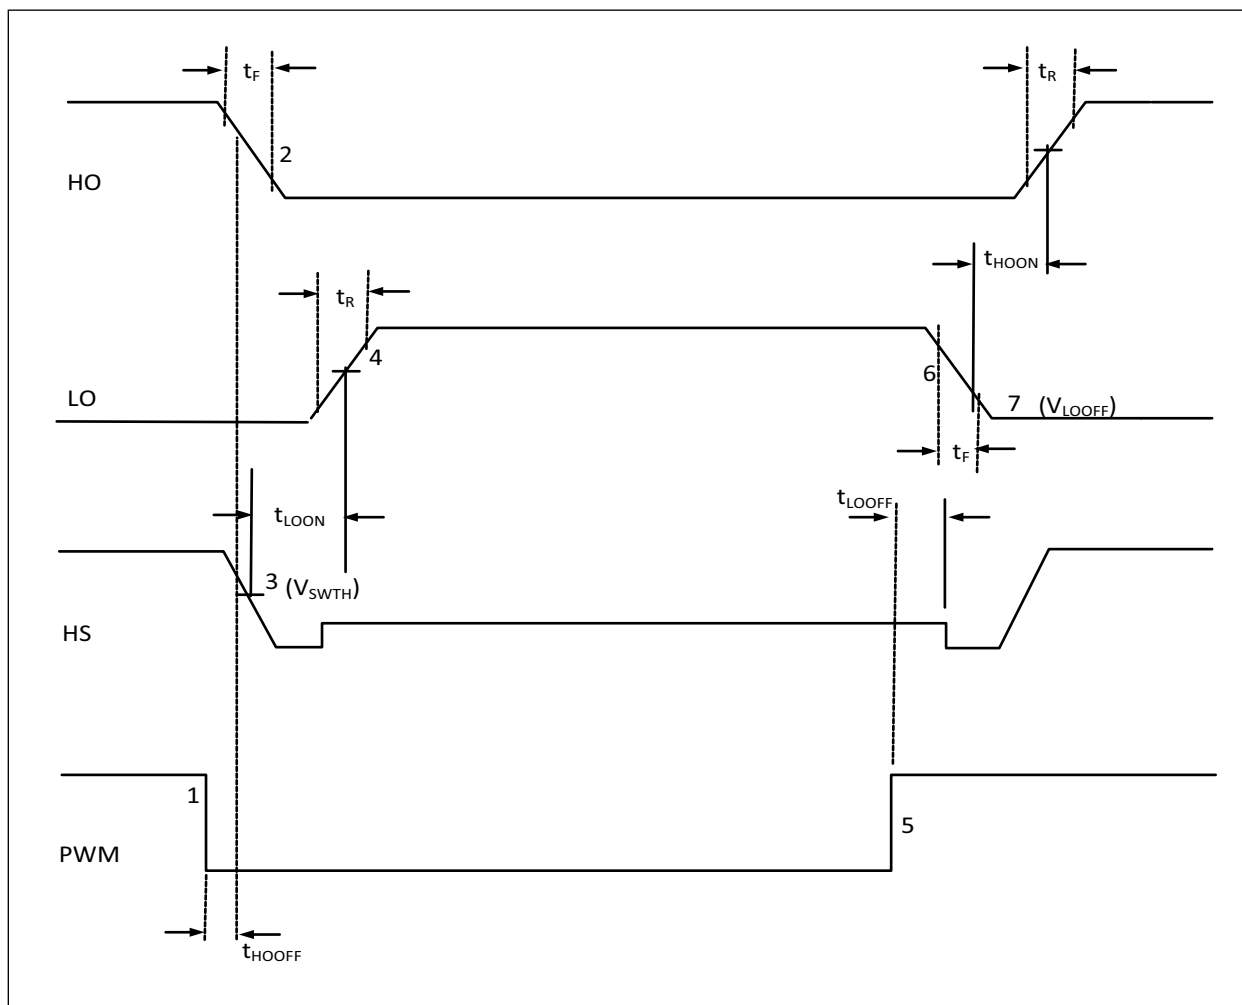 tF
tR
2
HO
tHOON
tR
4
6
LO
7 (VLOOFF)
tF
tLOOFF
tLOON
3 (VSWTH)
HS
1
5
PWM
tHOOFF